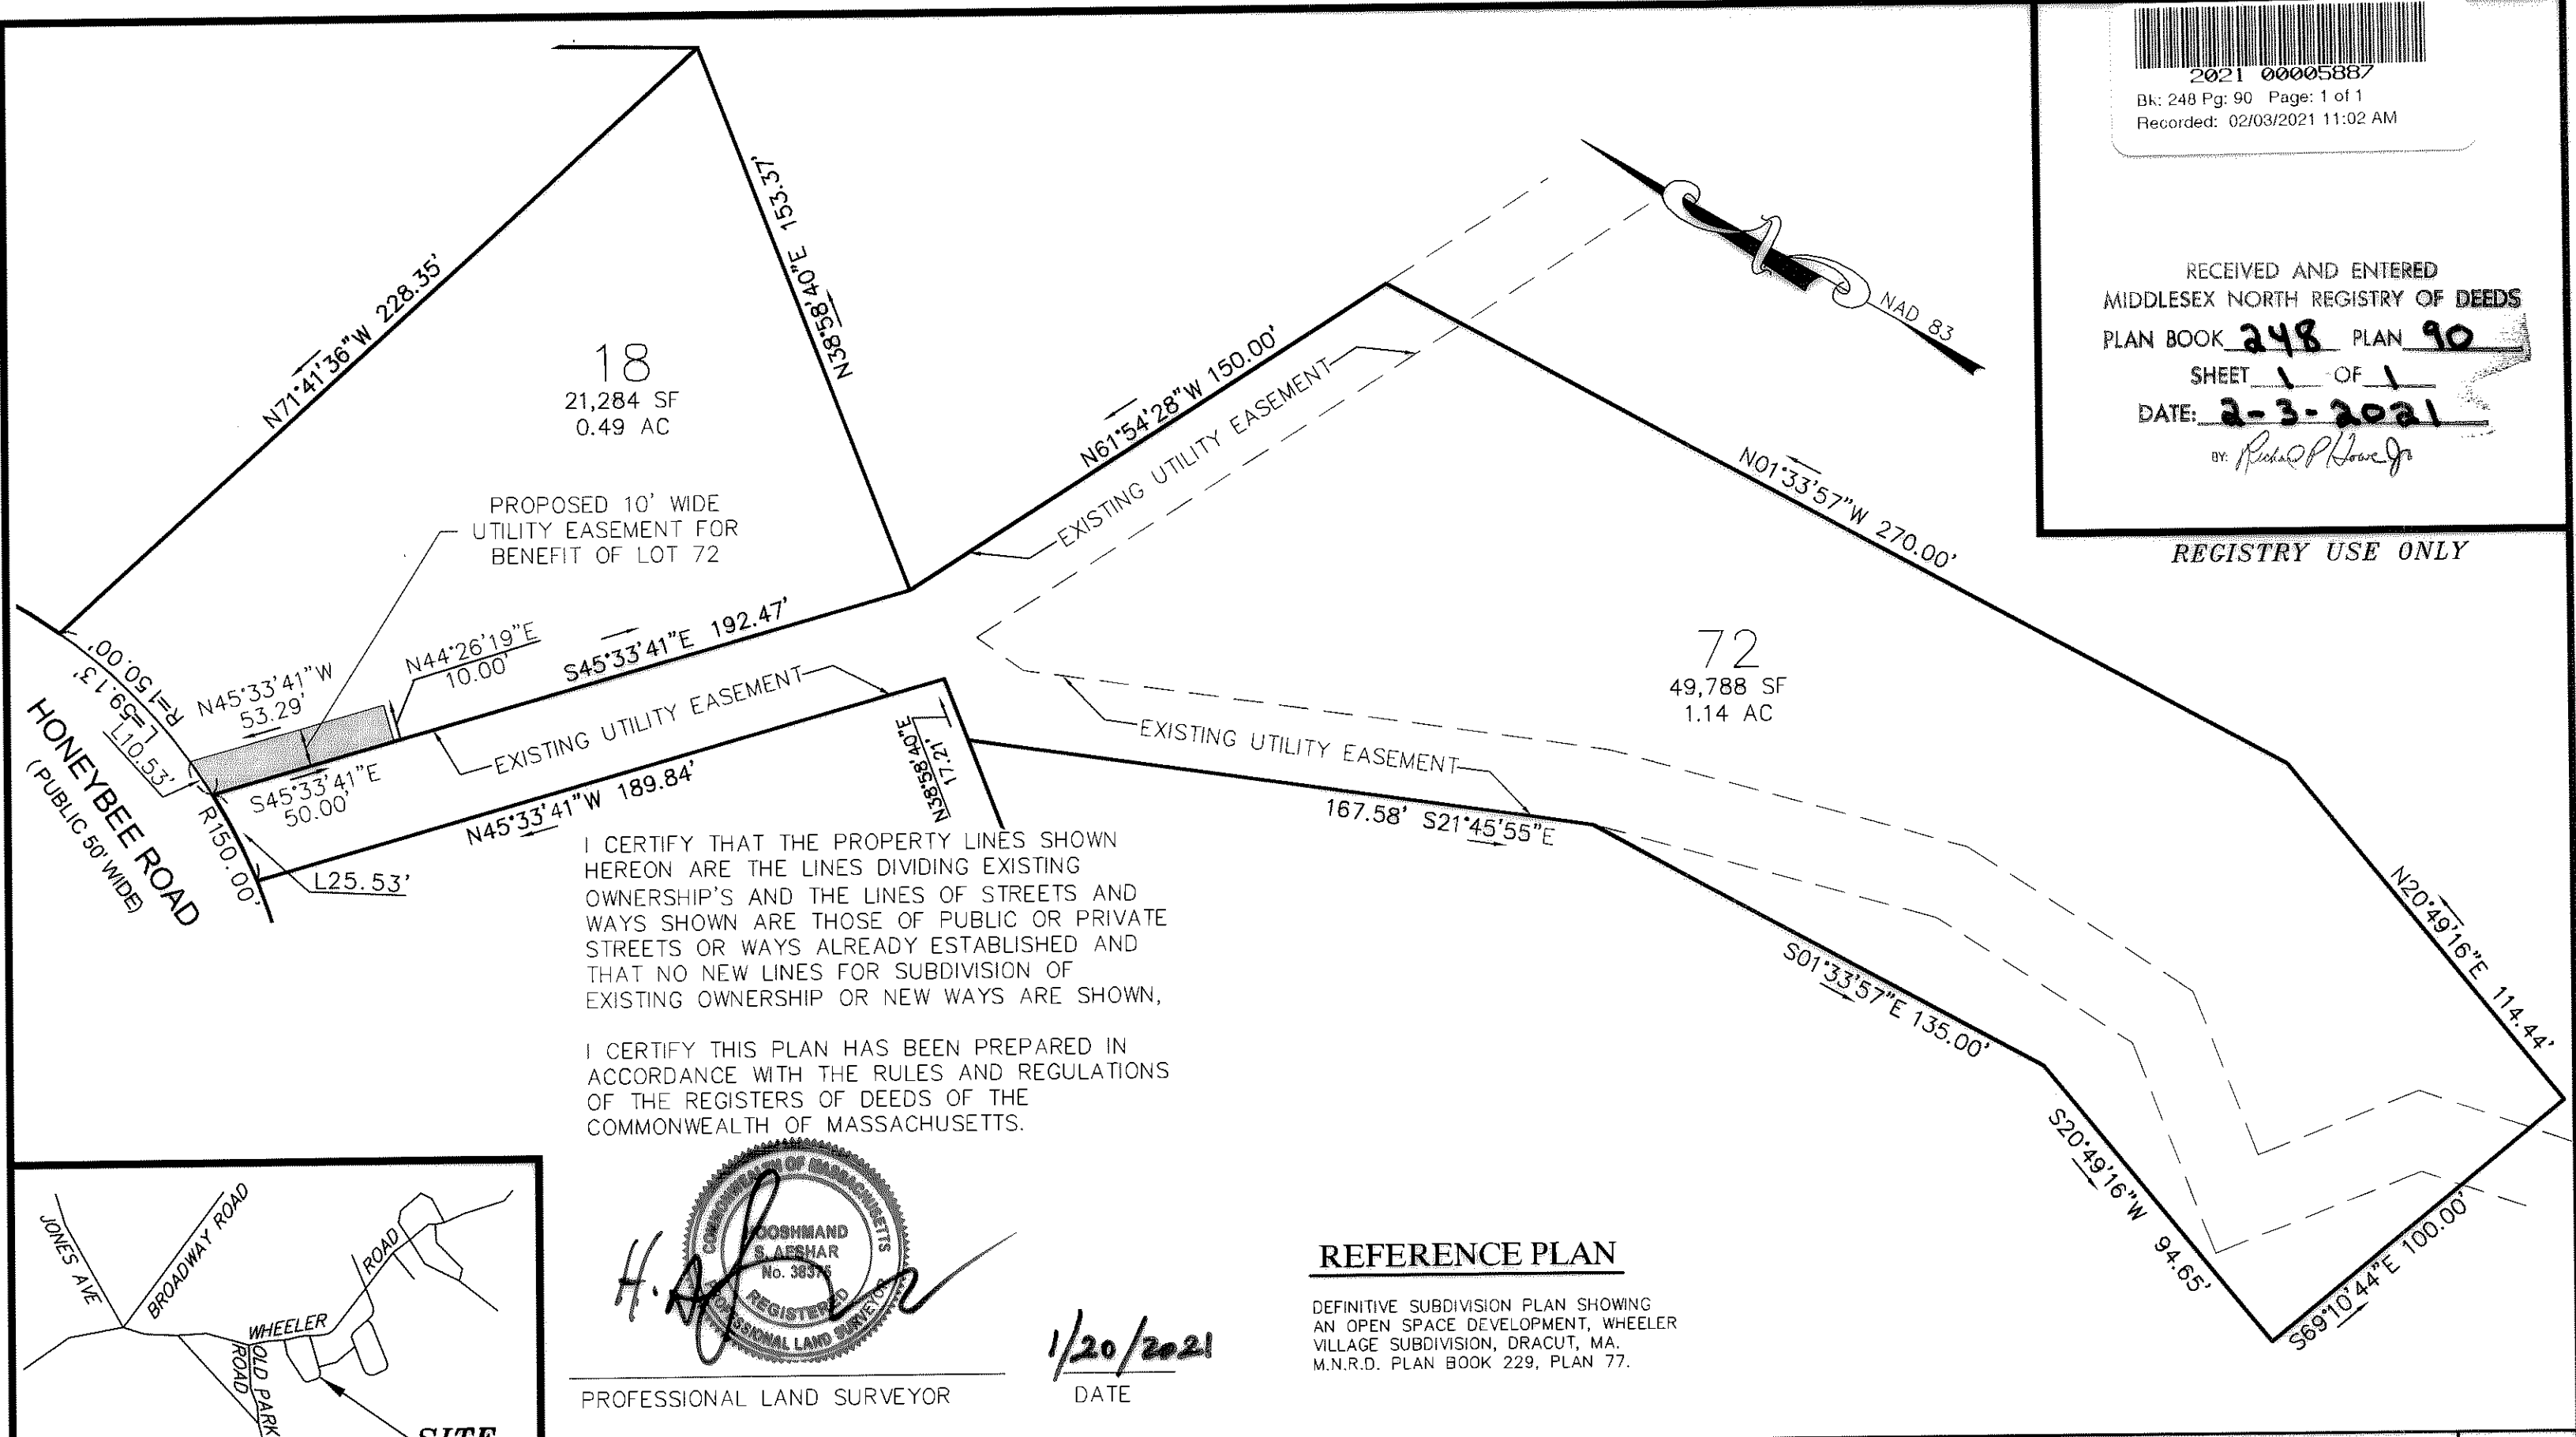 2021 00005887
Bk: 248 Pg: 90 Page: 1 of 1
Recorded: 02/03/2021 11:02 AM
RECEIVED AND ENTERED
MIDDLESEX NORTH REGISTRY OF DEEDS
PLAN BOOK 248 PLAN 90
SHEET 1 OF 1
DATE: 2-3-2021
BY: Richard P Howe Jr
REGISTRY USE ONLY
NAD 83
N71°41'36"W 228.35'
N38°58'40"E 153.37'
18
21,284 SF
0.49 AC
PROPOSED 10' WIDE
UTILITY EASEMENT FOR
BENEFIT OF LOT 72
N61°54'28"W 150.00'
EXISTING UTILITY EASEMENT
N01°33'57"W 270.00'
72
49,788 SF
1.14 AC
R=150.00'
L=59.13'
L10.53'
N45°33'41"W
53.29'
N44°26'19"E
10.00'
S45°33'41"E 192.47'
EXISTING UTILITY EASEMENT
S45°33'41"E
50.00'
N45°33'41"W 189.84'
N38°58'40"E
17.21'
HONEYBEE ROAD
(PUBLIC 50' WIDE)
R150.00'
L25.53'
EXISTING UTILITY EASEMENT
167.58' S21°45'55"E
S01°33'57"E 135.00'
N20°49'16"E 114.44'
S20°49'16"W 94.65'
S69°10'44"E 100.00'
I CERTIFY THAT THE PROPERTY LINES SHOWN
HEREON ARE THE LINES DIVIDING EXISTING
OWNERSHIP'S AND THE LINES OF STREETS AND
WAYS SHOWN ARE THOSE OF PUBLIC OR PRIVATE
STREETS OR WAYS ALREADY ESTABLISHED AND
THAT NO NEW LINES FOR SUBDIVISION OF
EXISTING OWNERSHIP OR NEW WAYS ARE SHOWN,
I CERTIFY THIS PLAN HAS BEEN PREPARED IN
ACCORDANCE WITH THE RULES AND REGULATIONS
OF THE REGISTERS OF DEEDS OF THE
COMMONWEALTH OF MASSACHUSETTS.
COMMONWEALTH OF MASSACHUSETTS
S. AFSHAR
REGISTERED
PROFESSIONAL LAND SURVEYOR
1/20/2021
PROFESSIONAL LAND SURVEYOR
DATE
REFERENCE PLAN
DEFINITIVE SUBDIVISION PLAN SHOWING
AN OPEN SPACE DEVELOPMENT, WHEELER
VILLAGE SUBDIVISION, DRACUT, MA.
M.N.R.D. PLAN BOOK 229, PLAN 77.
JONES AVE
BROADWAY ROAD
WHEELER
ROAD
OLD PARK
ROAD
SITE